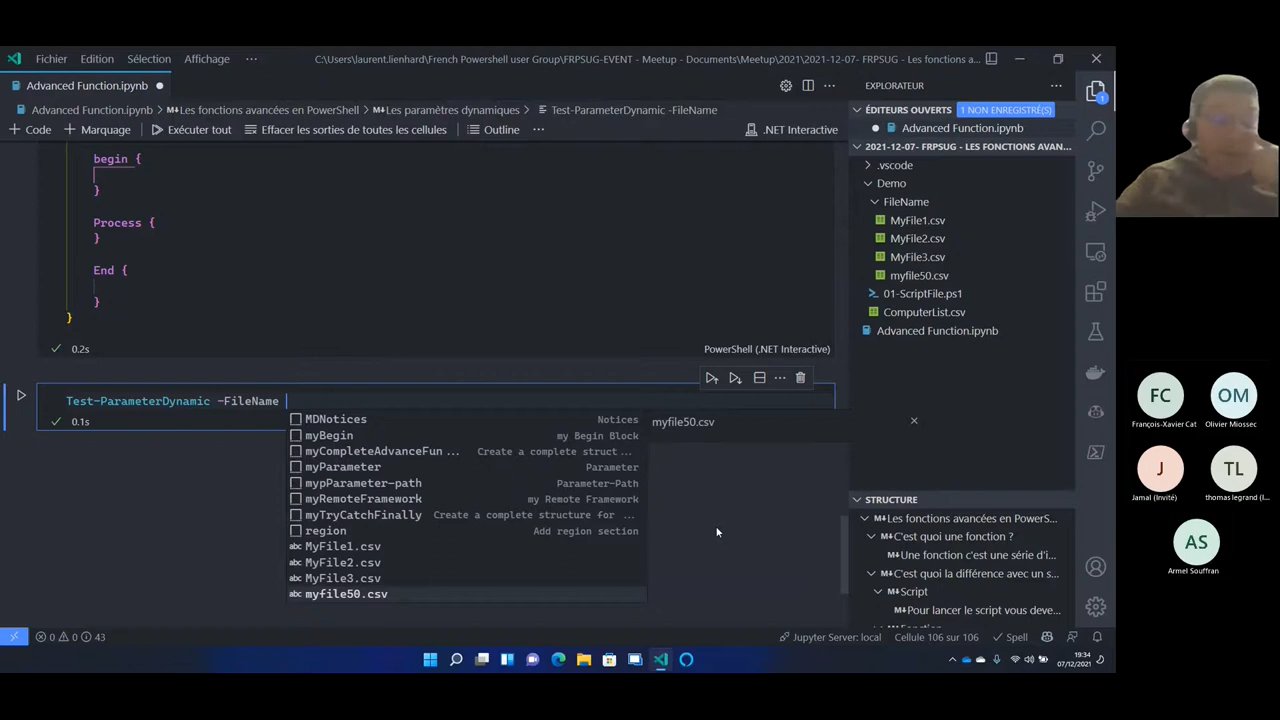 Fichier Edition Sélection Affichage ··· C:\Users\laurent.lienhard\French Powershell user Group\FRPSUG-EVENT - Meetup - Documents\Meetup\2021\2021-12-07- FRPSUG - Les fonctions a...
Advanced Function.ipynb
Advanced Function.ipynb > Les fonctions avancées en PowerShell > Les paramètres dynamiques > Test-ParameterDynamic -FileName
+ Code + Marquage Exécuter tout Effacer les sorties de toutes les cellules Outline ··· .NET Interactive
begin {
}
Process {
}
End {
}
}
0.2s PowerShell (.NET Interactive)
Test-ParameterDynamic -FileName
0.1s
MDNotices Notices
myBegin my Begin Block
myCompleteAdvanceFun ... Create a complete struct...
myParameter Parameter
mypParameter-path Parameter-Path
myRemoteFramework my Remote Framework
myTryCatchFinally Create a complete structure for ...
region Add region section
abc MyFile1.csv
abc MyFile2.csv
abc MyFile3.csv
abc myfile50.csv
myfile50.csv
EXPLORATEUR
ÉDITEURS OUVERTS 1 NON ENREGISTRÉ(S)
Advanced Function.ipynb
2021-12-07- FRPSUG - LES FONCTIONS AVAN...
.vscode
Demo
FileName
MyFile1.csv
MyFile2.csv
MyFile3.csv
myfile50.csv
01-ScriptFile.ps1
ComputerList.csv
Advanced Function.ipynb
STRUCTURE
Les fonctions avancées en PowerS...
C'est quoi une fonction ?
Une fonction c'est une série d'i...
C'est quoi la différence avec un s...
Script
Pour lancer le script vous deve...
1
FC
François-Xavier Cat
OM
Olivier Miossec
J
Jamal (Invité)
TL
thomas legrand (I...
AS
Armel Souffran
0 0 43 Jupyter Server: local Cellule 106 sur 106 Spell
19:34
07/12/2021